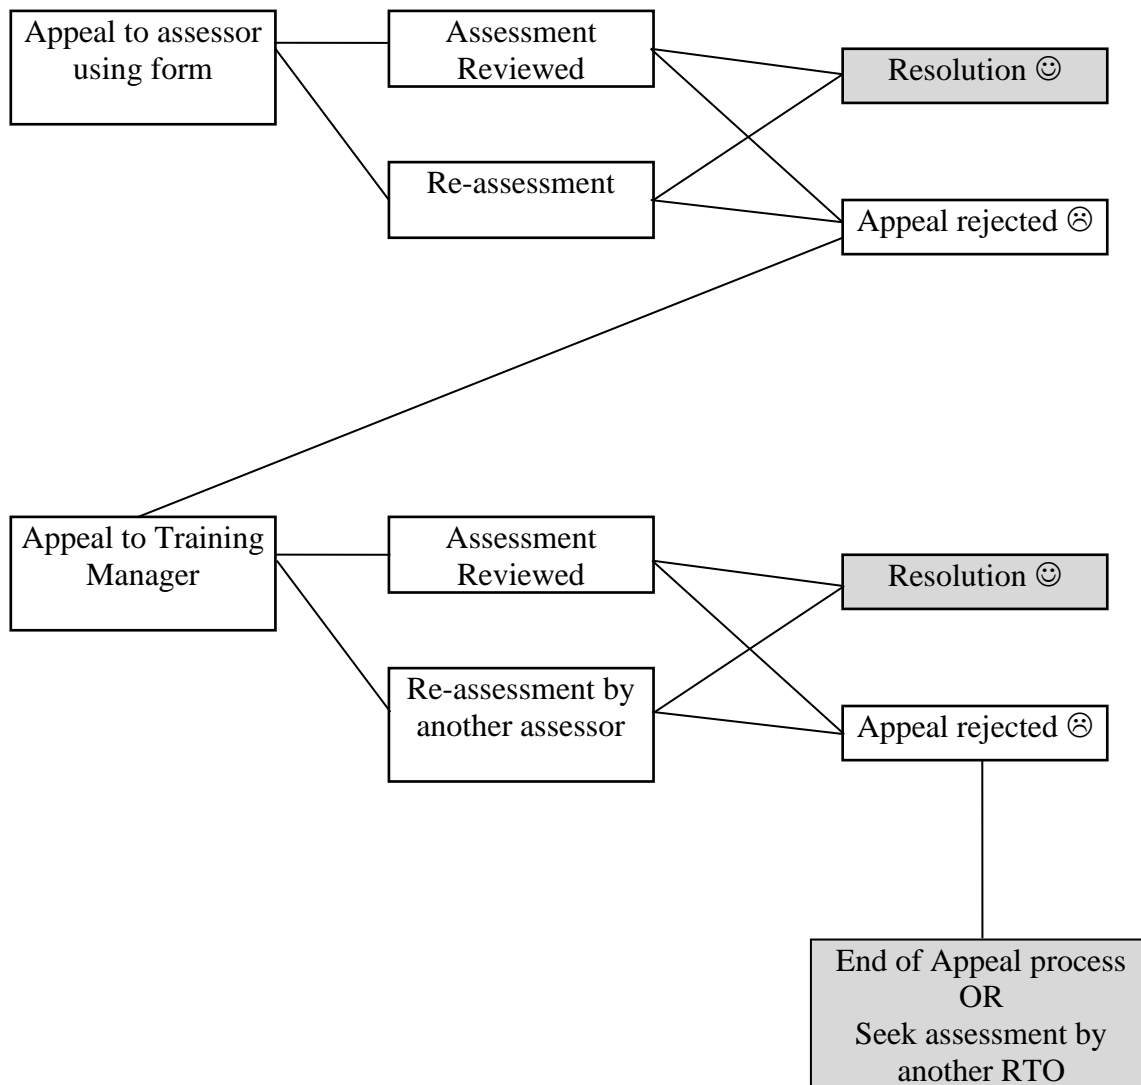 Appeal to assessor
using form
Assessment
Reviewed
Resolution ☺
Re-assessment
Appeal rejected ☹
Appeal to Training
Manager
Assessment
Reviewed
Resolution ☺
Re-assessment by
another assessor
Appeal rejected ☹
End of Appeal process
OR
Seek assessment by
another RTO